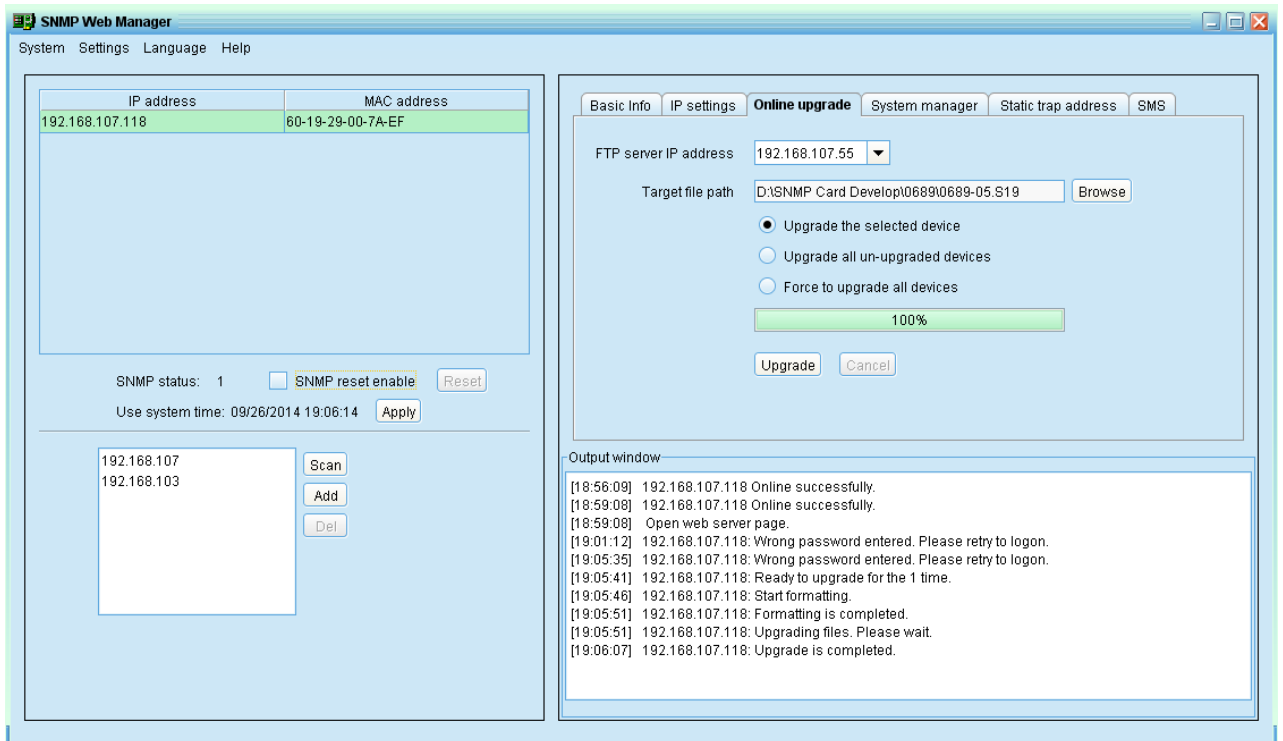 SNMP Web Manager
System Settings Language Help
IP address MAC address
192.168.107.118 60-19-29-00-7A-EF
SNMP status: 1 SNMP reset enable Reset
Use system time: 09/26/2014 19:06:14 Apply
192.168.107
192.168.103
Scan
Add
Del
Basic Info IP settings Online upgrade System manager Static trap address SMS
FTP server IP address 192.168.107.55
Target file path D:\SNMP Card Develop\0689\0689-05.S19 Browse
Upgrade the selected device
Upgrade all un-upgraded devices
Force to upgrade all devices
100%
Upgrade Cancel
Output window
[18:56:09] 192.168.107.118 Online successfully.
[18:59:08] 192.168.107.118 Online successfully.
[18:59:08] Open web server page.
[19:01:12] 192.168.107.118: Wrong password entered. Please retry to logon.
[19:05:35] 192.168.107.118: Wrong password entered. Please retry to logon.
[19:05:41] 192.168.107.118: Ready to upgrade for the 1 time.
[19:05:46] 192.168.107.118: Start formatting.
[19:05:51] 192.168.107.118: Formatting is completed.
[19:05:51] 192.168.107.118: Upgrading files. Please wait.
[19:06:07] 192.168.107.118: Upgrade is completed.